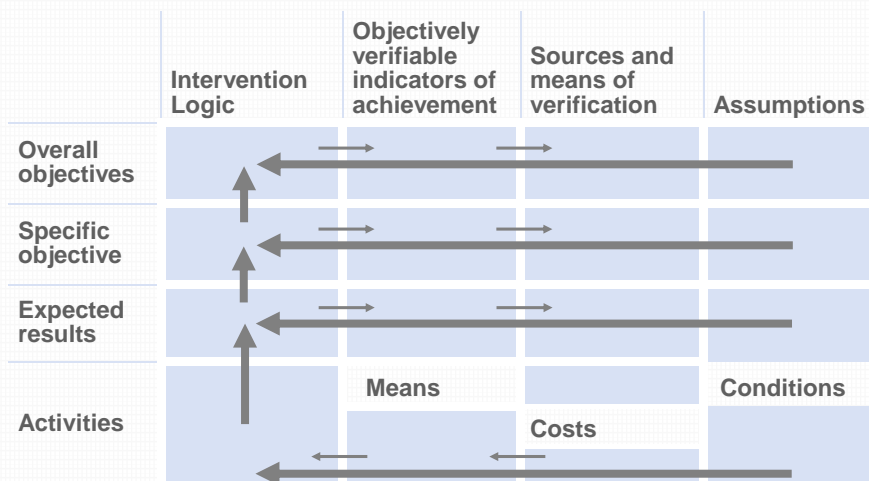 Intervention
Logic
Objectively
verifiable
indicators of
achievement
Sources and
means of
verification
Assumptions
Overall
objectives
Specific
objective
Expected
results
Activities
Means
Costs
Conditions